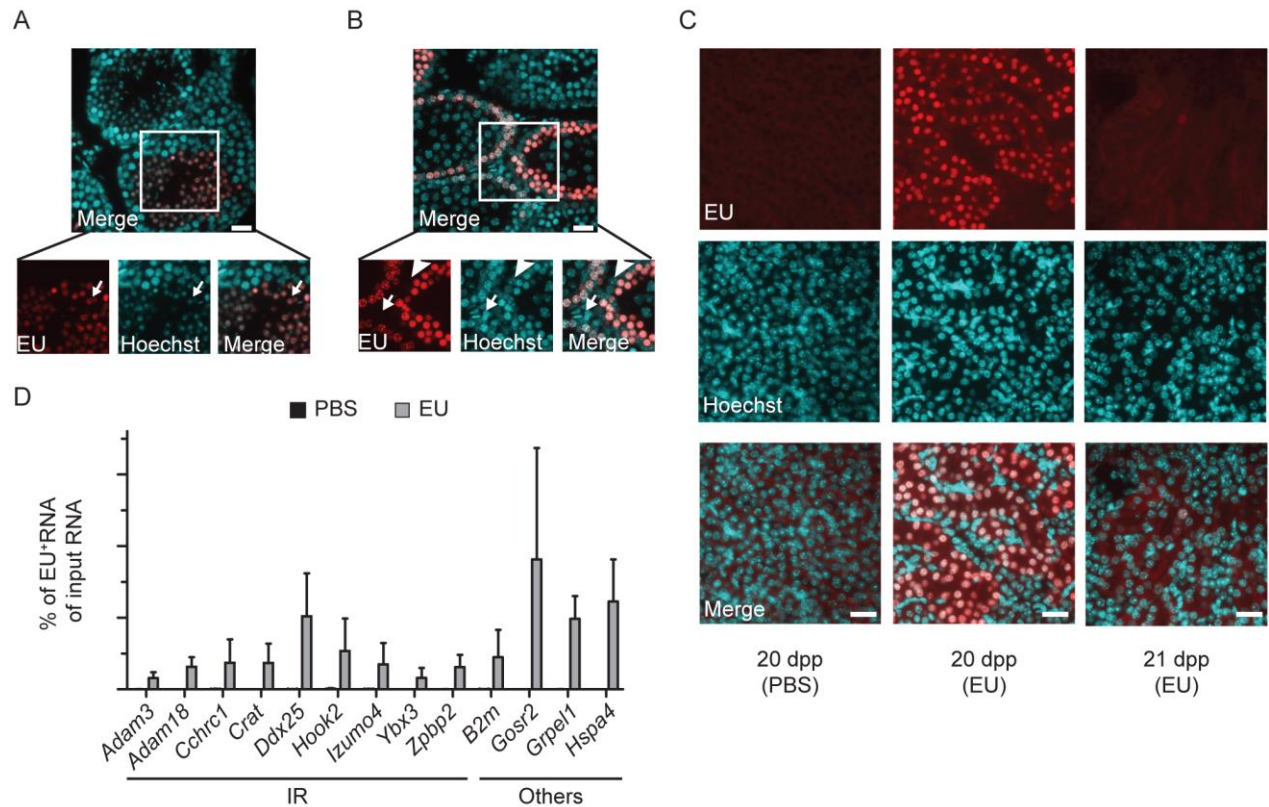 A
B
C
Merge
Merge
EU
Hoechst
Merge
EU
Hoechst
Merge
EU
Hoechst
Merge
20 dpp
(PBS)
20 dpp
(EU)
21 dpp
(EU)
D
PBS
EU
% of EU⁺RNA
of input RNA
Adam3
Adam18
Cchrc1
Crat
Ddx25
Hook2
Izumo4
Ybx3
Zpbp2
B2m
Gosr2
Grpel1
Hspa4
IR
Others